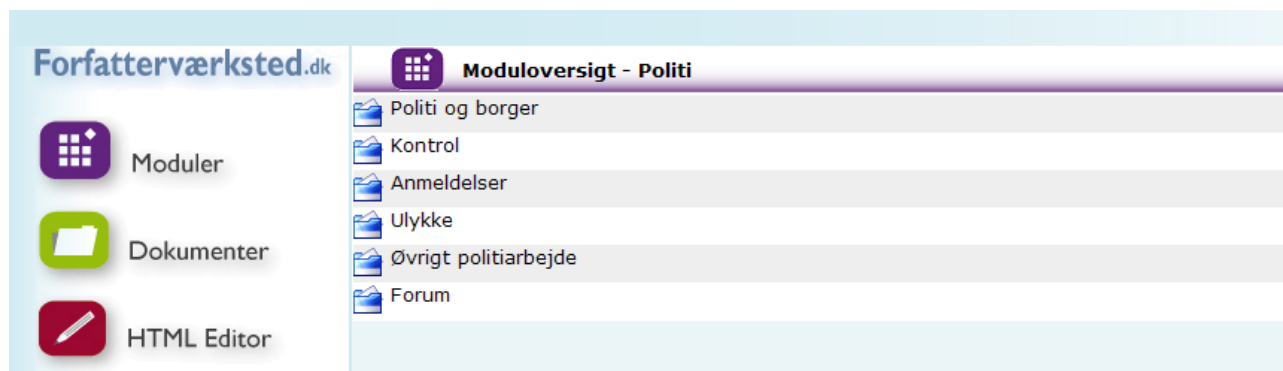 Forfatterværksted.dk
Moduler
Dokumenter
HTML Editor
Moduloversigt - Politi
Politi og borger
Kontrol
Anmeldelser
Ulykke
Øvrigt politiarbejde
Forum